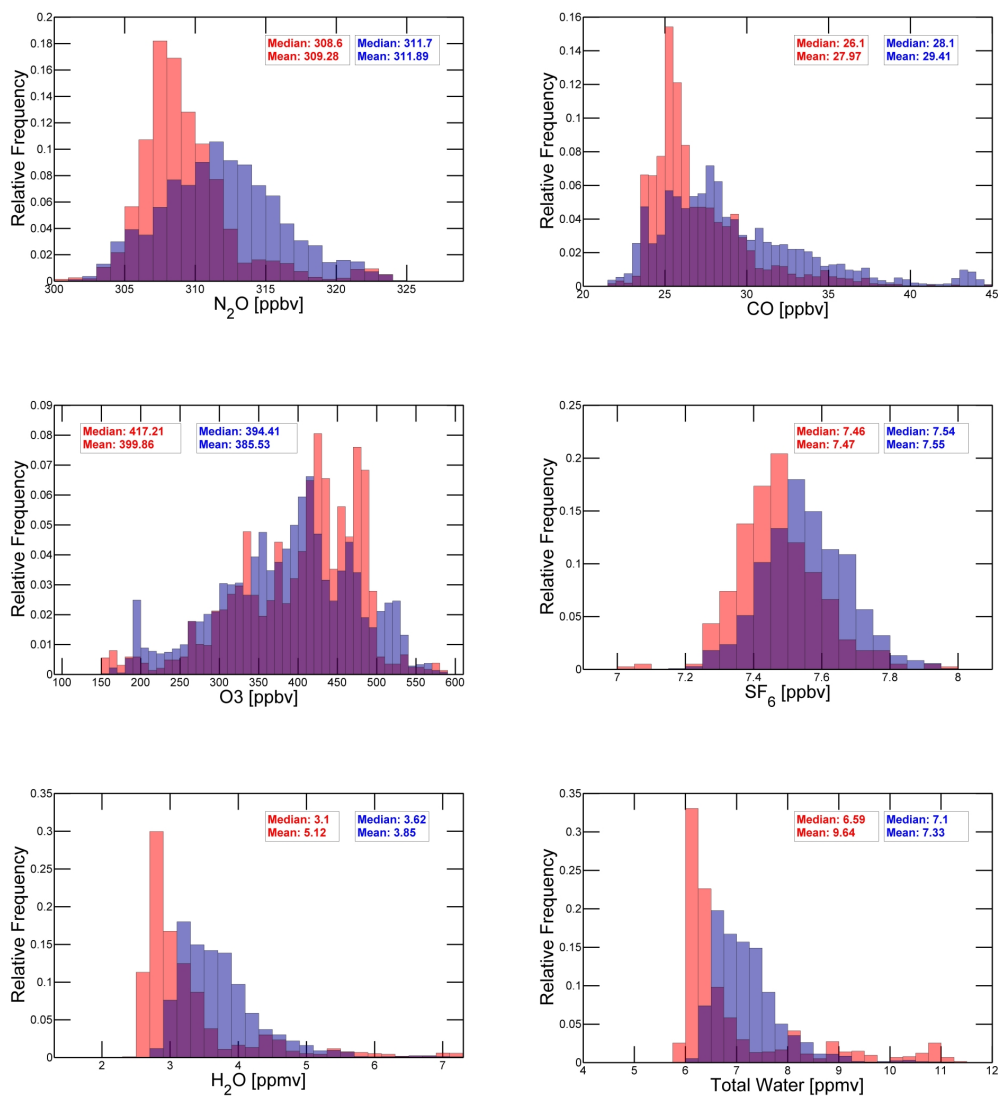 0.2
0.18
0.16
0.14
0.12
0.1
0.08
0.06
0.04
0.02
0
Relative Frequency
Median: 308.6
Mean: 309.28
Median: 311.7
Mean: 311.89
300 305 310 315 320 325
N2O [ppbv]
0.16
0.14
0.12
0.1
0.08
0.06
0.04
0.02
0
Relative Frequency
Median: 26.1
Mean: 27.97
Median: 28.1
Mean: 29.41
20 25 30 35 40 45
CO [ppbv]
0.09
0.08
0.07
0.06
0.05
0.04
0.03
0.02
0.01
0
Relative Frequency
Median: 417.21
Mean: 399.86
Median: 394.41
Mean: 385.53
100 150 200 250 300 350 400 450 500 550 600
O3 [ppbv]
0.25
0.2
0.15
0.1
0.05
0
Relative Frequency
Median: 7.46
Mean: 7.47
Median: 7.54
Mean: 7.55
7 7.2 7.4 7.6 7.8 8
SF6 [ppbv]
0.35
0.3
0.25
0.2
0.15
0.1
0.05
0
Relative Frequency
Median: 3.1
Mean: 5.12
Median: 3.62
Mean: 3.85
2 3 4 5 6 7
H2O [ppmv]
0.35
0.3
0.25
0.2
0.15
0.1
0.05
0
Relative Frequency
Median: 6.59
Mean: 9.64
Median: 7.1
Mean: 7.33
4 5 6 7 8 9 10 11 12
Total Water [ppmv]